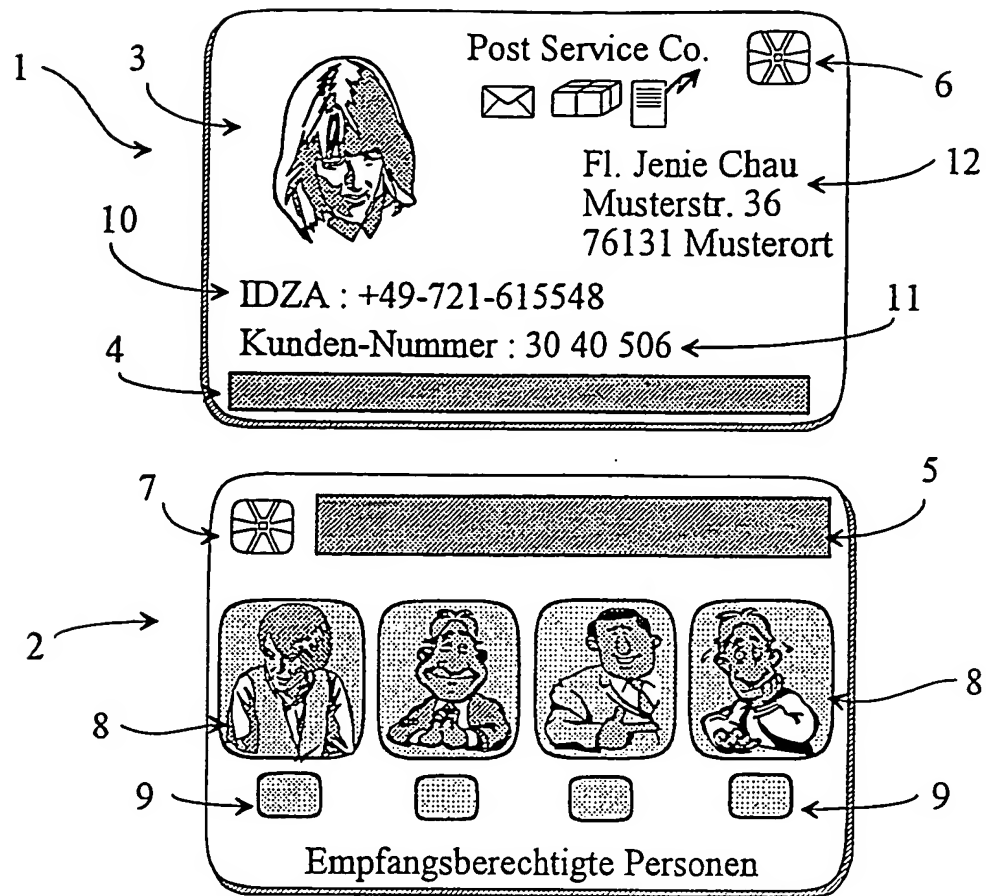 1
3
Post Service Co.
6
Fl. Jenie Chau
12
Musterstr. 36
76131 Musterort
10
IDZA : +49-721-615548
11
Kunden-Nummer : 30 40 506
4
7
5
2
8
8
9
9
Empfangsberechtigte Personen